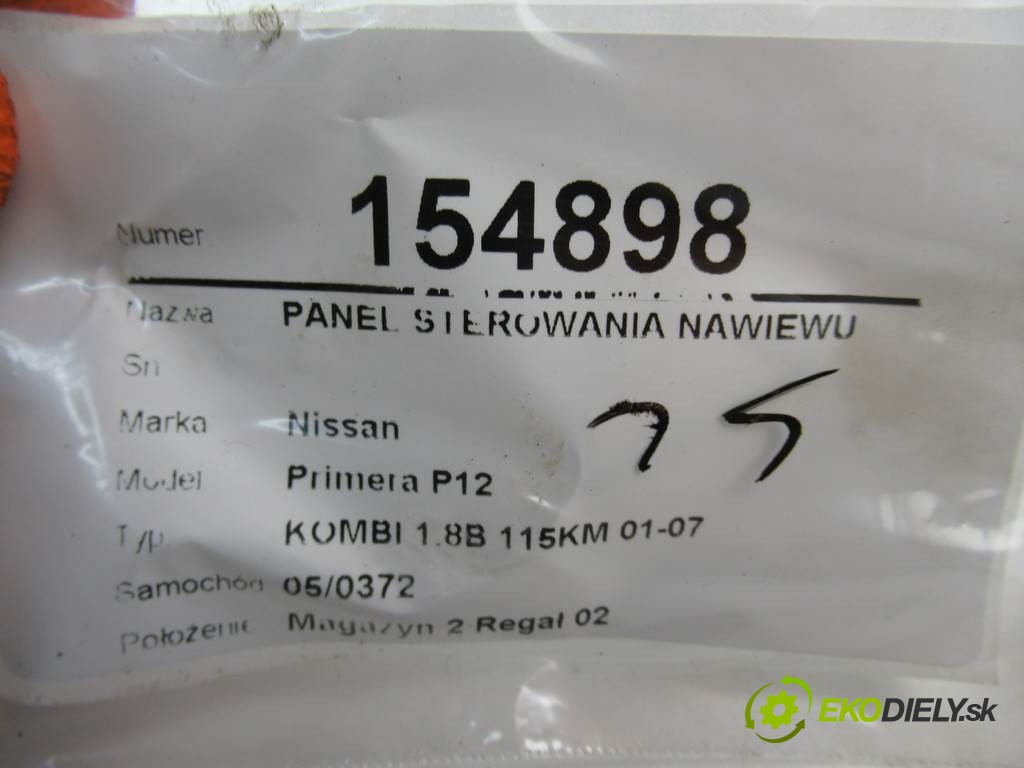 Numer 154898
Nazwa PANEL STEROWANIA NAWIEWU
Sn
Marka Nissan
Model Primera P12
Typ KOMBI 1.8B 115KM 01-07
Samochód 05/0372
Położenie Magazyn 2 Regał 02
EKODIELY.sk